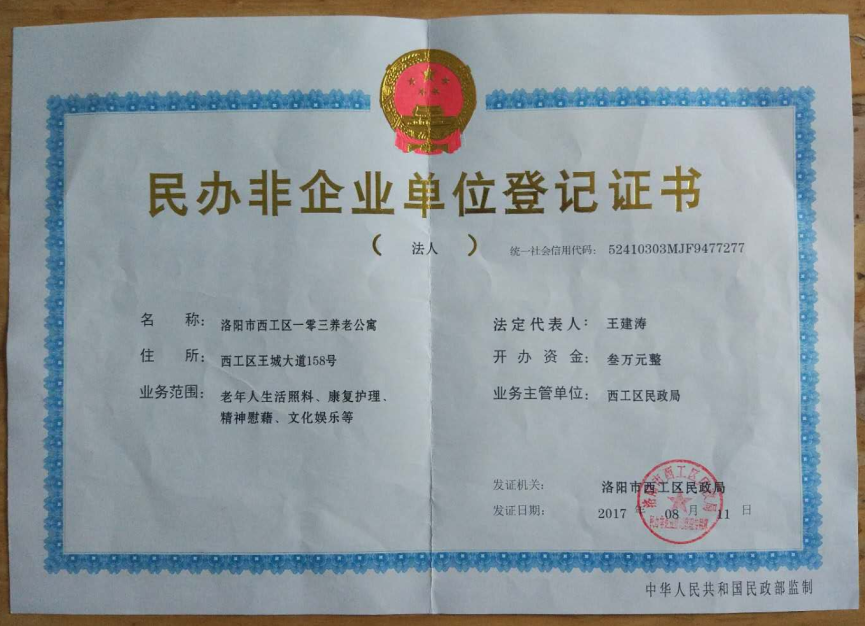 民办非企业单位登记证书
（ 法人 ）
统一社会信用代码： 52410303MJF9477277
名 称： 洛阳市西工区一零三养老公寓
住 所： 西工区王城大道158号
业务范围： 老年人生活照料、康复护理、
精神慰藉、文化娱乐等
法定代表人： 王建涛
开办资金： 叁万元整
业务主管单位： 西工区民政局
发证机关： 洛阳市西工区民政局
发证日期： 2017 年 08 月 11 日
中华人民共和国民政部监制